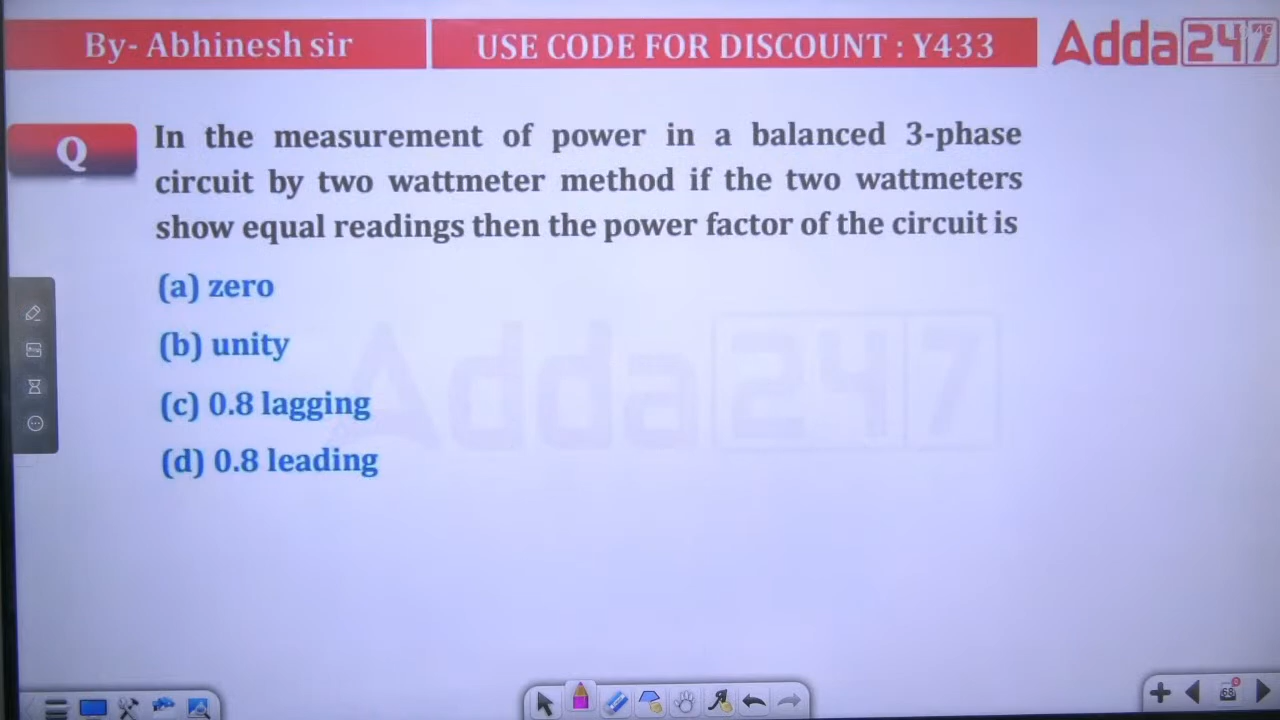 By- Abhinesh sir
USE CODE FOR DISCOUNT : Y433
Adda247
Q
In the measurement of power in a balanced 3-phase
circuit by two wattmeter method if the two wattmeters
show equal readings then the power factor of the circuit is
(a) zero
(b) unity
(c) 0.8 lagging
(d) 0.8 leading
Adda247
68